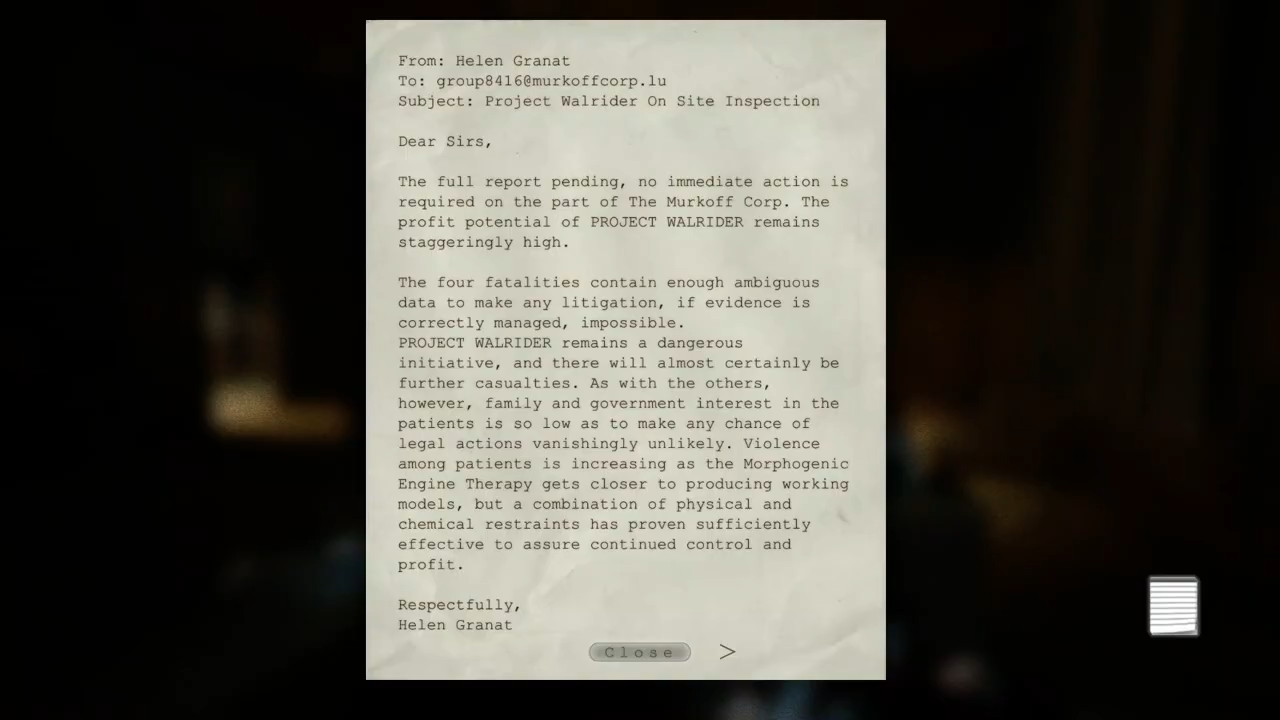 From: Helen Granat
To: group8416@murkoffcorp.lu
Subject: Project Walrider On Site Inspection
Dear Sirs,
The full report pending, no immediate action is
required on the part of The Murkoff Corp. The
profit potential of PROJECT WALRIDER remains
staggeringly high.
The four fatalities contain enough ambiguous
data to make any litigation, if evidence is
correctly managed, impossible.
PROJECT WALRIDER remains a dangerous
initiative, and there will almost certainly be
further casualties. As with the others,
however, family and government interest in the
patients is so low as to make any chance of
legal actions vanishingly unlikely. Violence
among patients is increasing as the Morphogenic
Engine Therapy gets closer to producing working
models, but a combination of physical and
chemical restraints has proven sufficiently
effective to assure continued control and
profit.
Respectfully,
Helen Granat
Close >